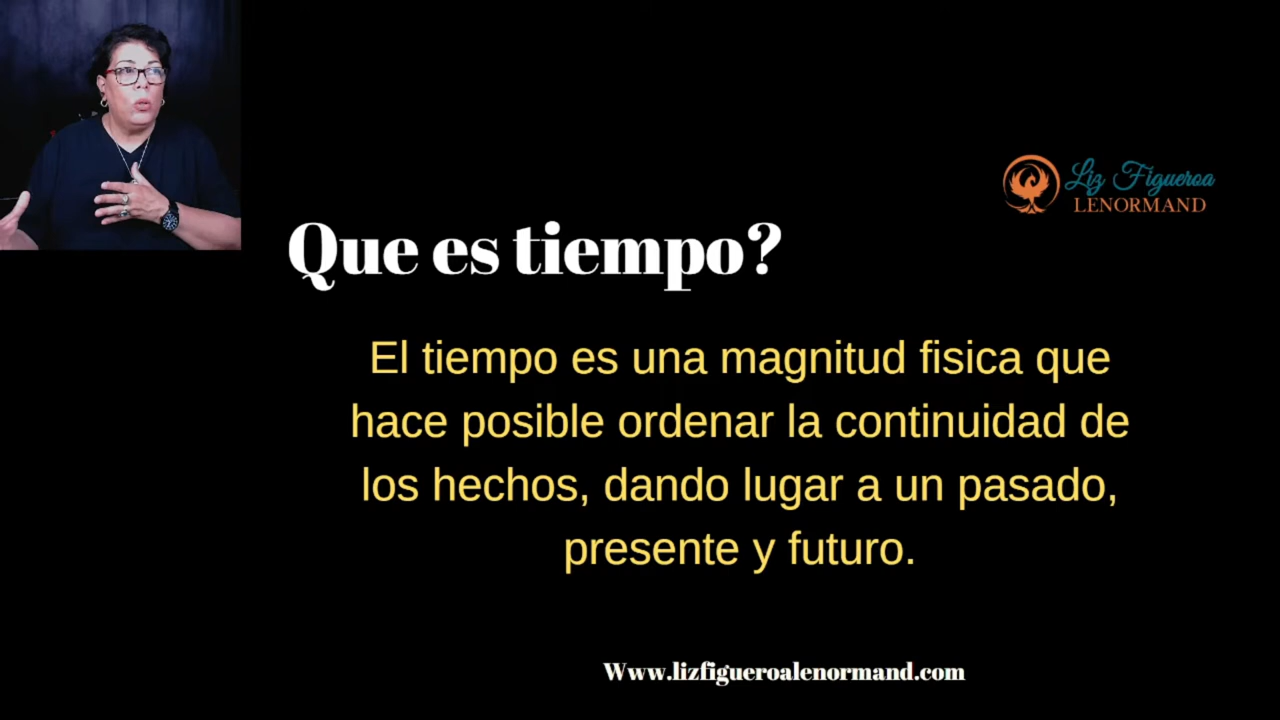 Liz Figueroa
LENORMAND
Que es tiempo?
El tiempo es una magnitud fisica que
hace posible ordenar la continuidad de
los hechos, dando lugar a un pasado,
presente y futuro.
Www.lizfigueroalenormand.com